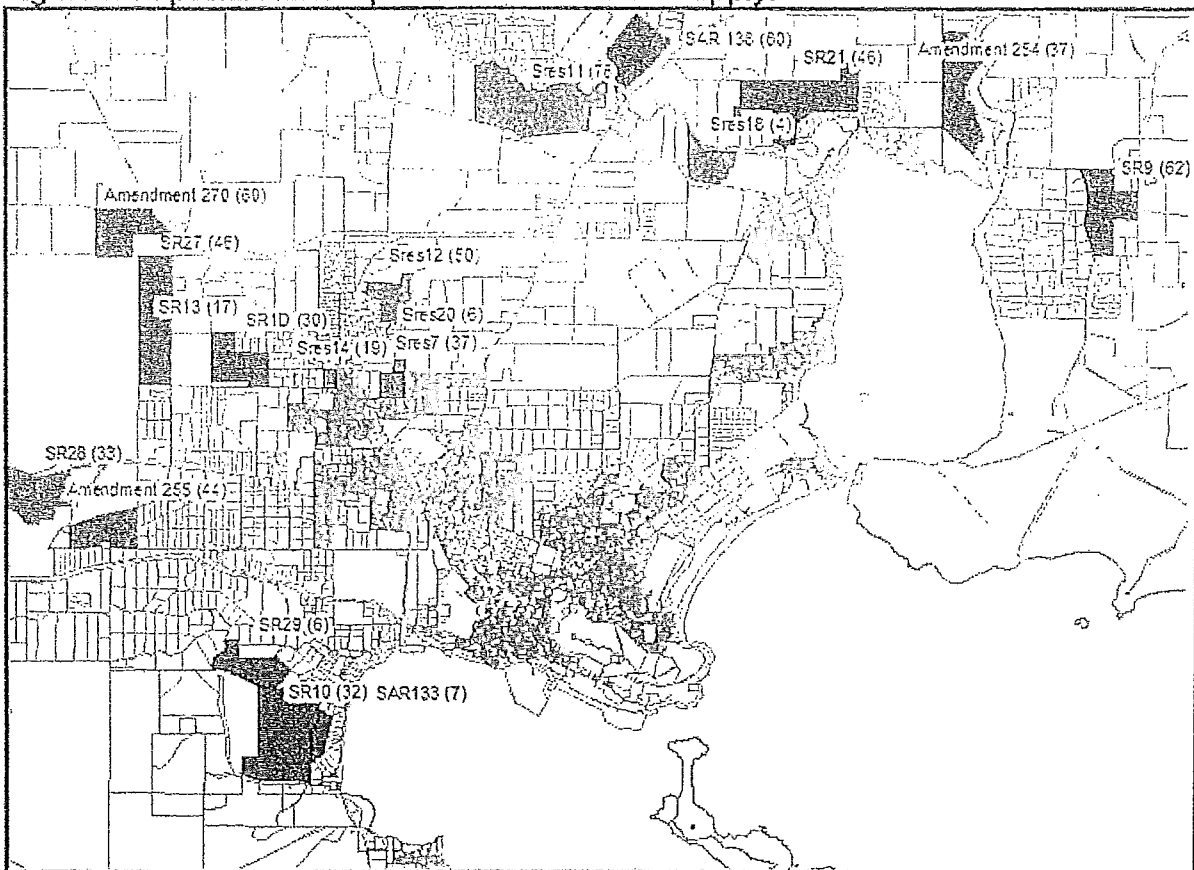 SAR 138 (60)
Amendment 254 (37)
SR21 (46)
Sres11 (76
Sres18 (4)
SR9 (62)
Amendment 270 (60)
SR27 (46)
Sres12 (50)
SR13 (17)
SR1D (30)
Sres20 (6)
Sres14 (19)
Sres7 (37)
SR28 (33)
Amendment 255 (44)
SR29 (6)
SR10 (32)
SAR133 (7)